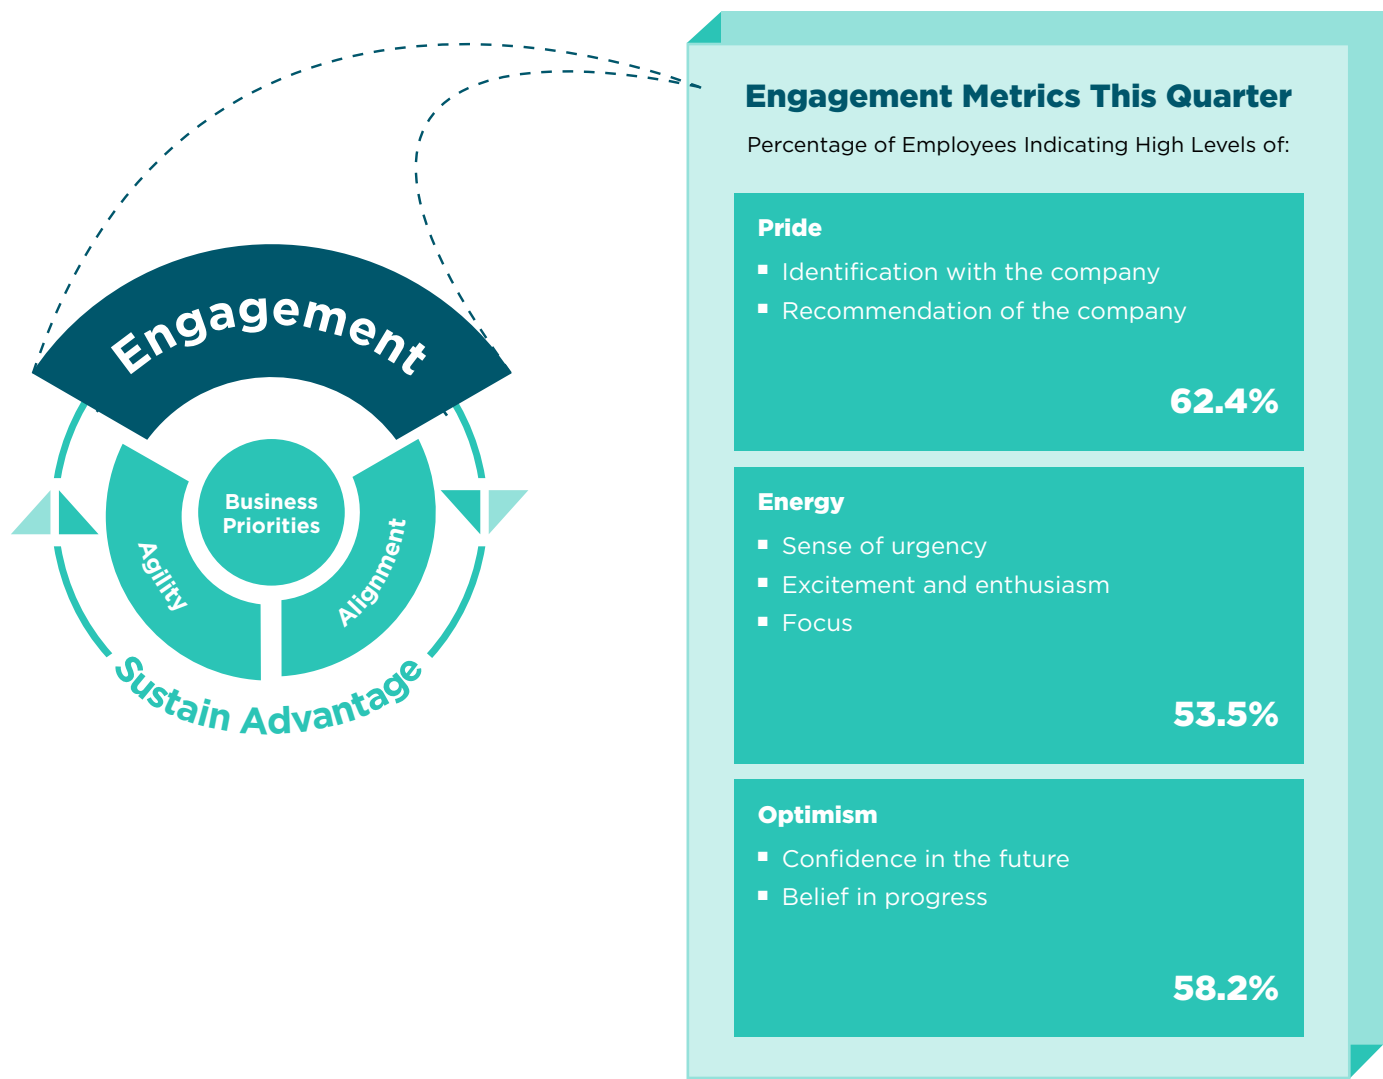 Engagement
Business
Priorities
Agility
Alignment
Sustain Advantage
Engagement Metrics This Quarter
Percentage of Employees Indicating High Levels of:
Pride
▪ Identification with the company
▪ Recommendation of the company
62.4%
Energy
▪ Sense of urgency
▪ Excitement and enthusiasm
▪ Focus
53.5%
Optimism
▪ Confidence in the future
▪ Belief in progress
58.2%